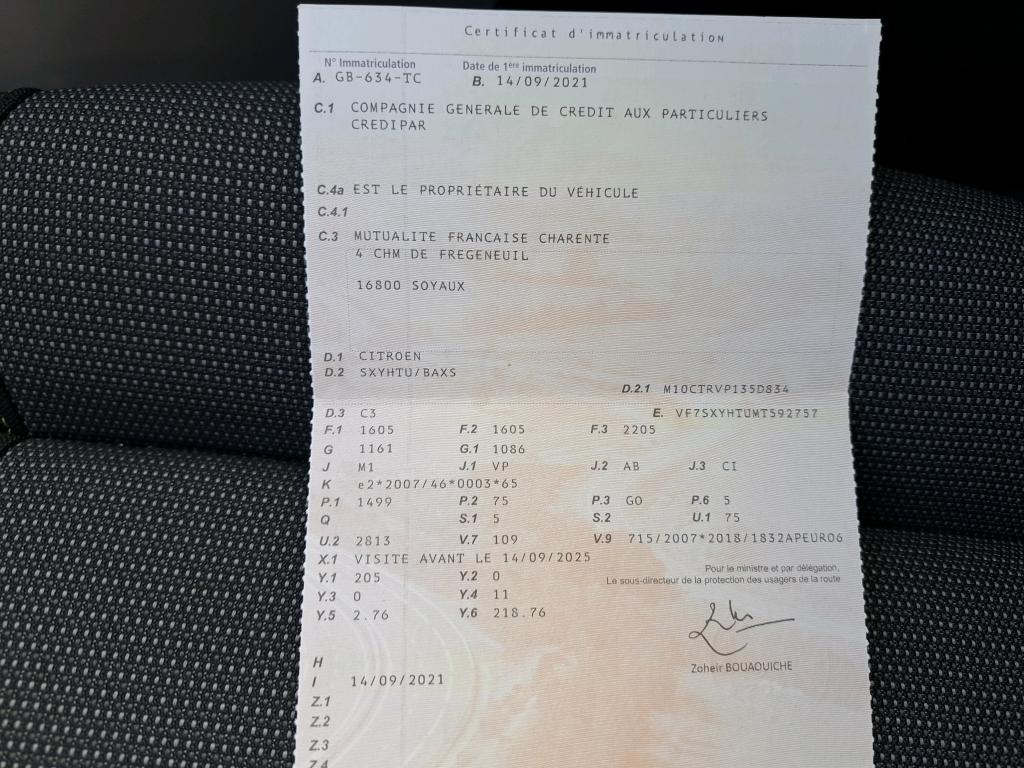 Certificat d'immatriculation
N° Immatriculation Date de 1ère immatriculation
A. GB-634-TC B. 14/09/2021
C.1 COMPAGNIE GENERALE DE CREDIT AUX PARTICULIERS
CREDIPAR
C.4a EST LE PROPRIÉTAIRE DU VÉHICULE
C.4.1
C.3 MUTUALITE FRANCAISE CHARENTE
4 CHM DE FREGENEUIL
16800 SOYAUX
D.1 CITROEN
D.2 SXYHTU/BAXS
D.2.1 M10CTRVP135D834
D.3 C3 E. VF7SXYHTUMT592757
F.1 1605 F.2 1605 F.3 2205
G 1161 G.1 1086
J M1 J.1 VP J.2 AB J.3 CI
K e2*2007/46*0003*65
P.1 1499 P.2 75 P.3 GO P.6 5
Q S.1 5 S.2 U.1 75
U.2 2813 V.7 109 V.9 715/2007*2018/1832APEURO6
X.1 VISITE AVANT LE 14/09/2025
Pour le ministre et par délégation,
Le sous-directeur de la protection des usagers de la route
Y.1 205 Y.2 0
Y.3 0 Y.4 11
Y.5 2.76 Y.6 218.76
Zoheir BOUAOUICHE
H
I 14/09/2021
Z.1
Z.2
Z.3
Z.4